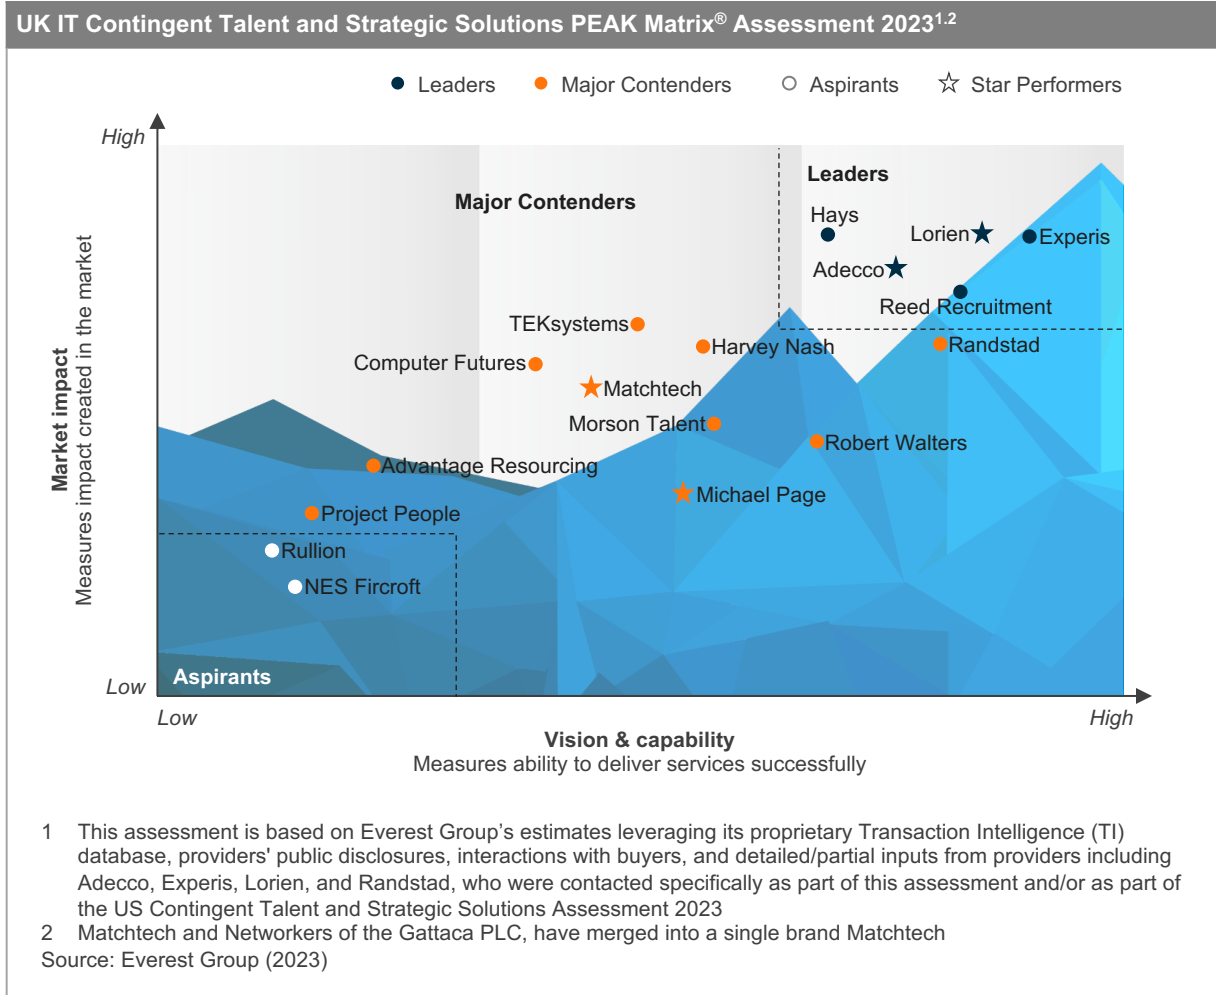 UK IT Contingent Talent and Strategic Solutions PEAK Matrix® Assessment 2023¹·²
Leaders
Major Contenders
Aspirants
Star Performers
High
Leaders
Major Contenders
Hays
Lorien
Experis
Adecco
Reed Recruitment
TEKsystems
Harvey Nash
Randstad
Computer Futures
Matchtech
Morson Talent
Robert Walters
Advantage Resourcing
Michael Page
Project People
Rullion
NES Fircroft
Aspirants
Market impact
Measures impact created in the market
Low
Low
High
Vision & capability
Measures ability to deliver services successfully
1 This assessment is based on Everest Group’s estimates leveraging its proprietary Transaction Intelligence (TI)
database, providers' public disclosures, interactions with buyers, and detailed/partial inputs from providers including
Adecco, Experis, Lorien, and Randstad, who were contacted specifically as part of this assessment and/or as part of
the US Contingent Talent and Strategic Solutions Assessment 2023
2 Matchtech and Networkers of the Gattaca PLC, have merged into a single brand Matchtech
Source: Everest Group (2023)